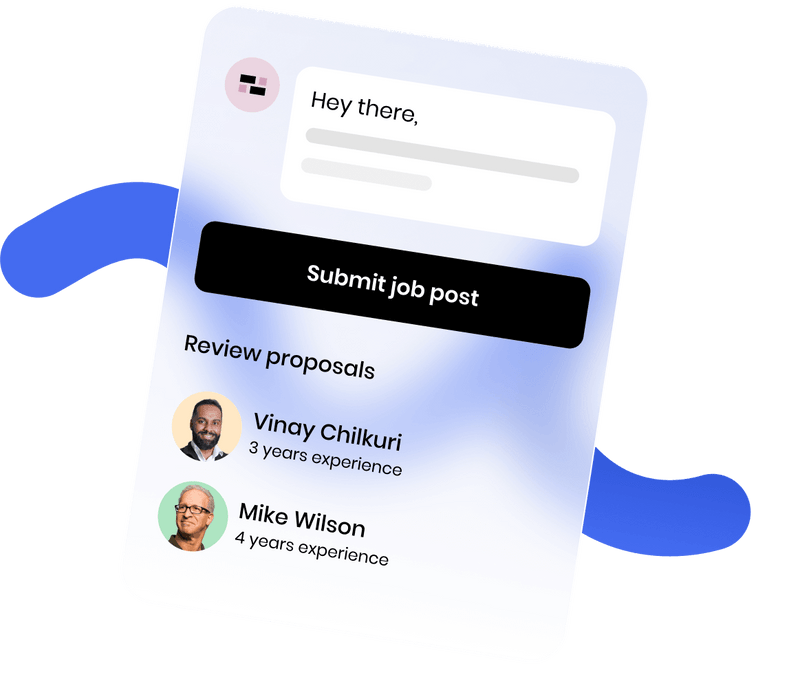 Hey there,
Submit job post
Review proposals
Vinay Chilkuri
3 years experience
Mike Wilson
4 years experience